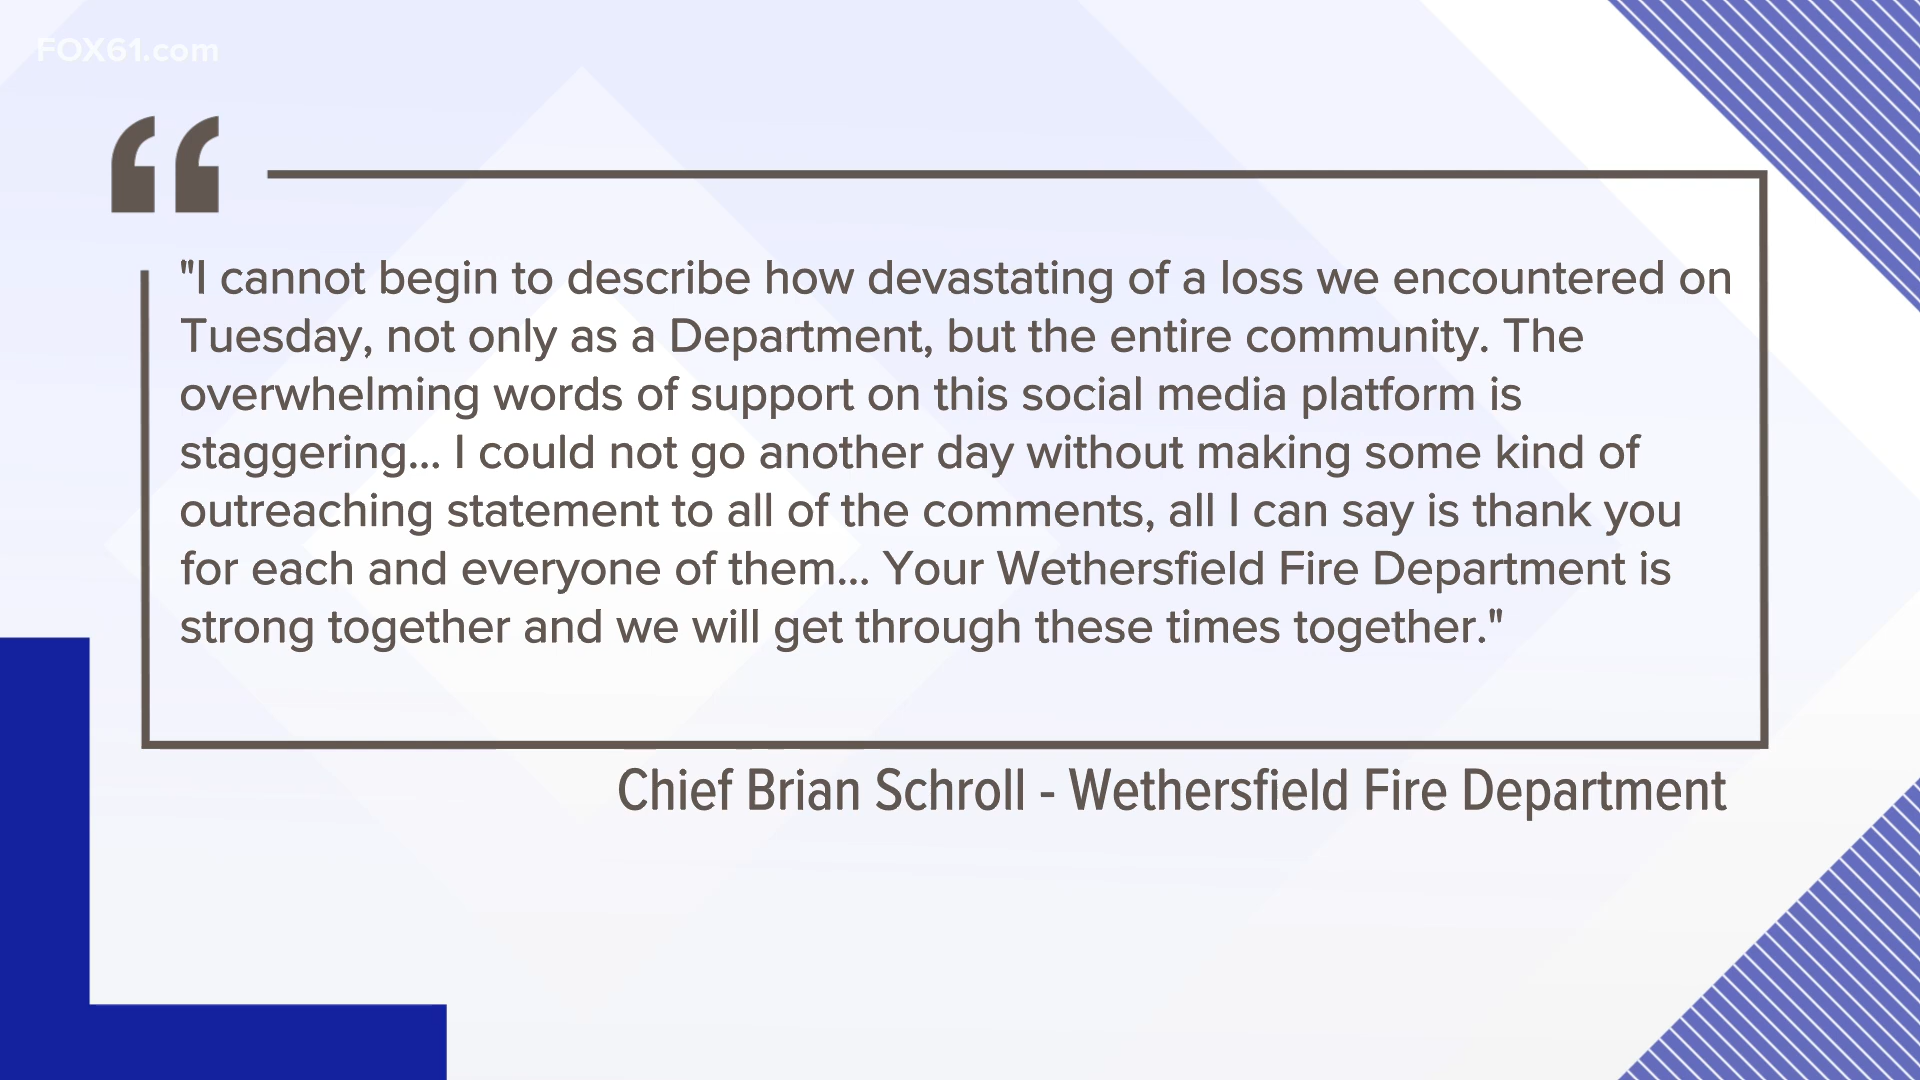 FOX61.com
"I cannot begin to describe how devastating of a loss we encountered on
Tuesday, not only as a Department, but the entire community. The
overwhelming words of support on this social media platform is
staggering... I could not go another day without making some kind of
outreaching statement to all of the comments, all I can say is thank you
for each and everyone of them... Your Wethersfield Fire Department is
strong together and we will get through these times together."
Chief Brian Schroll - Wethersfield Fire Department